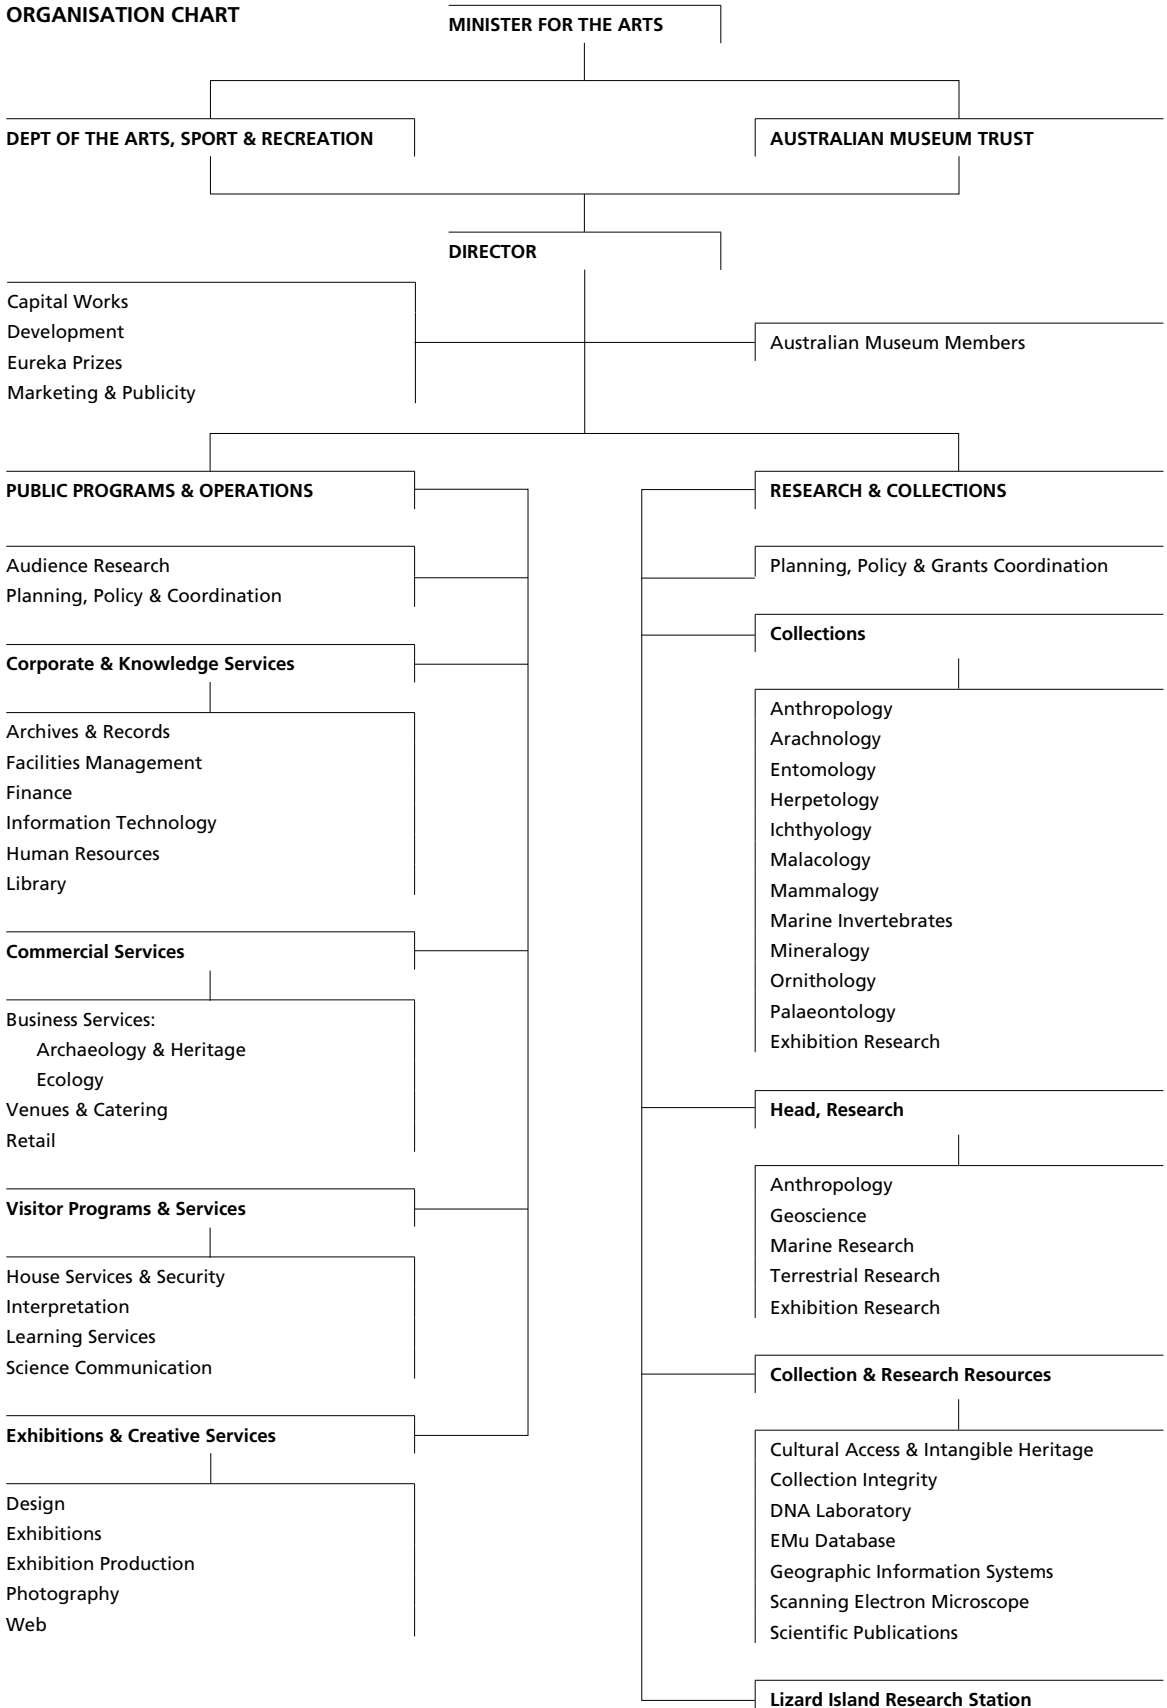 ORGANISATION CHART
MINISTER FOR THE ARTS
DEPT OF THE ARTS, SPORT & RECREATION
AUSTRALIAN MUSEUM TRUST
DIRECTOR
Capital Works
Development
Eureka Prizes
Marketing & Publicity
Australian Museum Members
PUBLIC PROGRAMS & OPERATIONS
Audience Research
Planning, Policy & Coordination
Corporate & Knowledge Services
Archives & Records
Facilities Management
Finance
Information Technology
Human Resources
Library
Commercial Services
Business Services:
Archaeology & Heritage
Ecology
Venues & Catering
Retail
Visitor Programs & Services
House Services & Security
Interpretation
Learning Services
Science Communication
Exhibitions & Creative Services
Design
Exhibitions
Exhibition Production
Photography
Web
RESEARCH & COLLECTIONS
Planning, Policy & Grants Coordination
Collections
Anthropology
Arachnology
Entomology
Herpetology
Ichthyology
Malacology
Mammalogy
Marine Invertebrates
Mineralogy
Ornithology
Palaeontology
Exhibition Research
Head, Research
Anthropology
Geoscience
Marine Research
Terrestrial Research
Exhibition Research
Collection & Research Resources
Cultural Access & Intangible Heritage
Collection Integrity
DNA Laboratory
EMu Database
Geographic Information Systems
Scanning Electron Microscope
Scientific Publications
Lizard Island Research Station